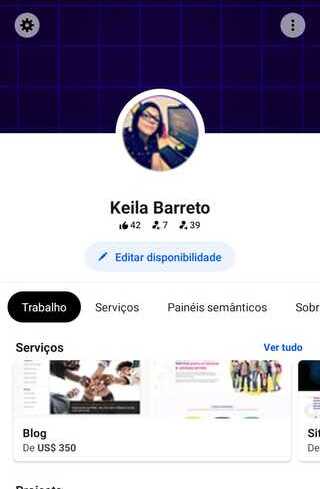 Keila Barreto
42 7 39
Editar disponibilidade
Trabalho Serviços Painéis semânticos Sobr
Serviços Ver tudo
Blog
De US$ 350
Sit
De